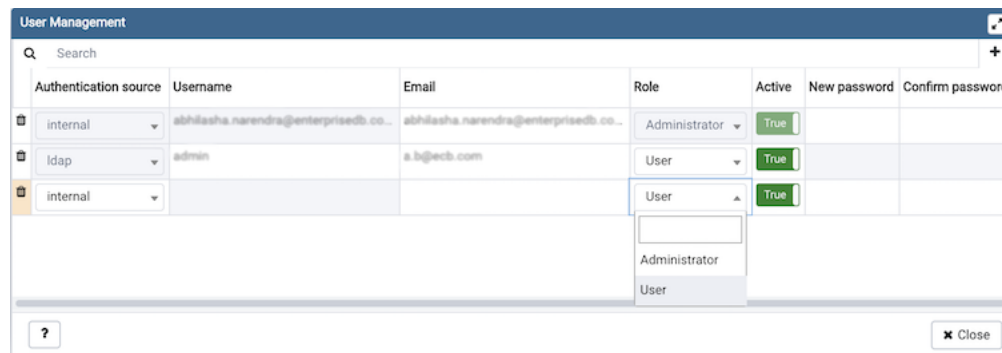 User Management
Search
Authentication source Username Email Role Active New password Confirm passwor
internal abhilasha.narendra@enterprisedb.co... abhilasha.narendra@enterprisedb.co... Administrator True
ldap admin a.b@ecb.com User True
internal User True
Administrator
User
? Close